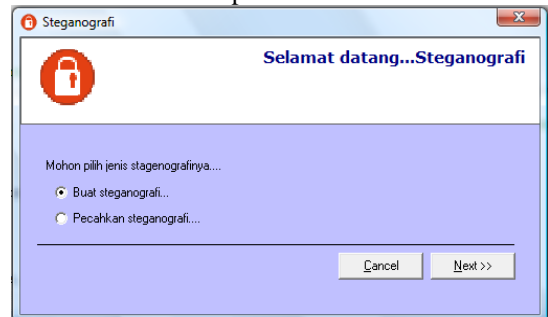 Steganografi
Selamat datang...Steganografi
Mohon pilih jenis stagenografinya....
Buat steganografi...
Pecahkan steganografi....
Cancel
Next >>